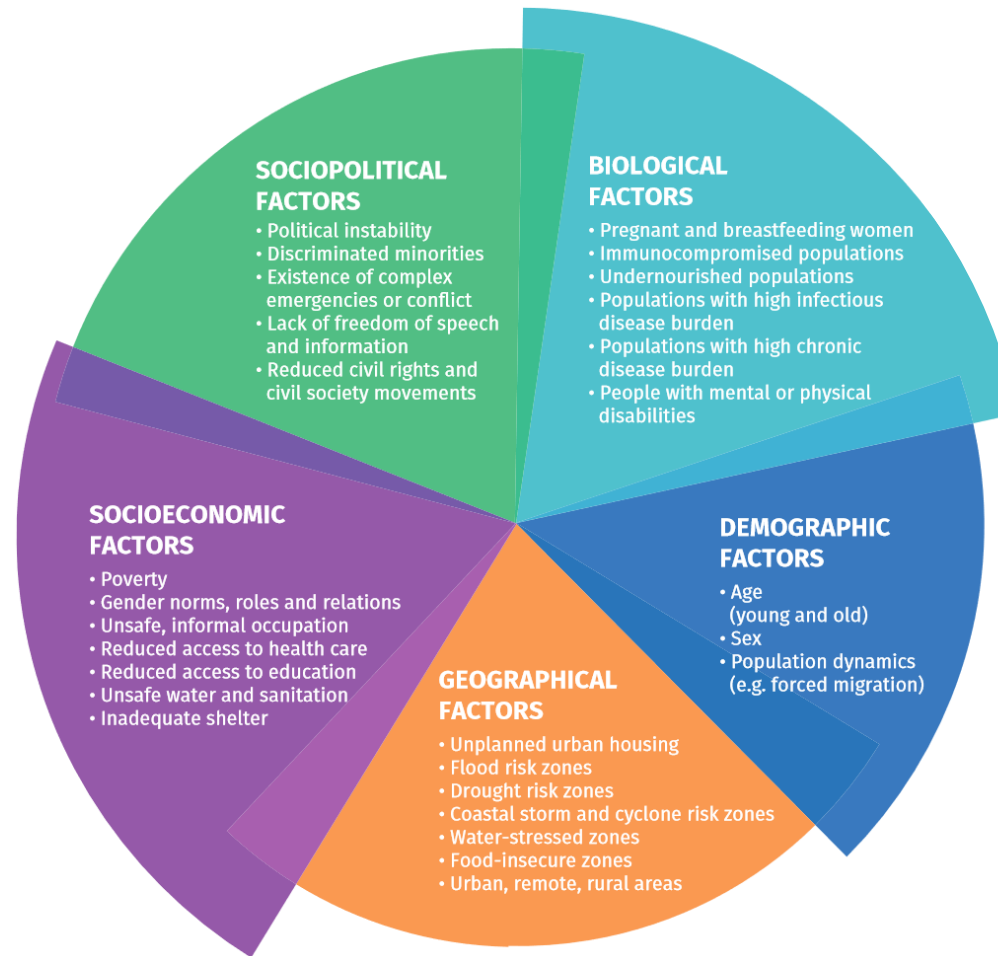 SOCIOPOLITICAL
FACTORS
• Political instability
• Discriminated minorities
• Existence of complex
emergencies or conflict
• Lack of freedom of speech
and information
• Reduced civil rights and
civil society movements
BIOLOGICAL
FACTORS
• Pregnant and breastfeeding women
• Immunocompromised populations
• Undernourished populations
• Populations with high infectious
disease burden
• Populations with high chronic
disease burden
• People with mental or physical
disabilities
SOCIOECONOMIC
FACTORS
• Poverty
• Gender norms, roles and relations
• Unsafe, informal occupation
• Reduced access to health care
• Reduced access to education
• Unsafe water and sanitation
• Inadequate shelter
DEMOGRAPHIC
FACTORS
• Age
(young and old)
• Sex
• Population dynamics
(e.g. forced migration)
GEOGRAPHICAL
FACTORS
• Unplanned urban housing
• Flood risk zones
• Drought risk zones
• Coastal storm and cyclone risk zones
• Water-stressed zones
• Food-insecure zones
• Urban, remote, rural areas